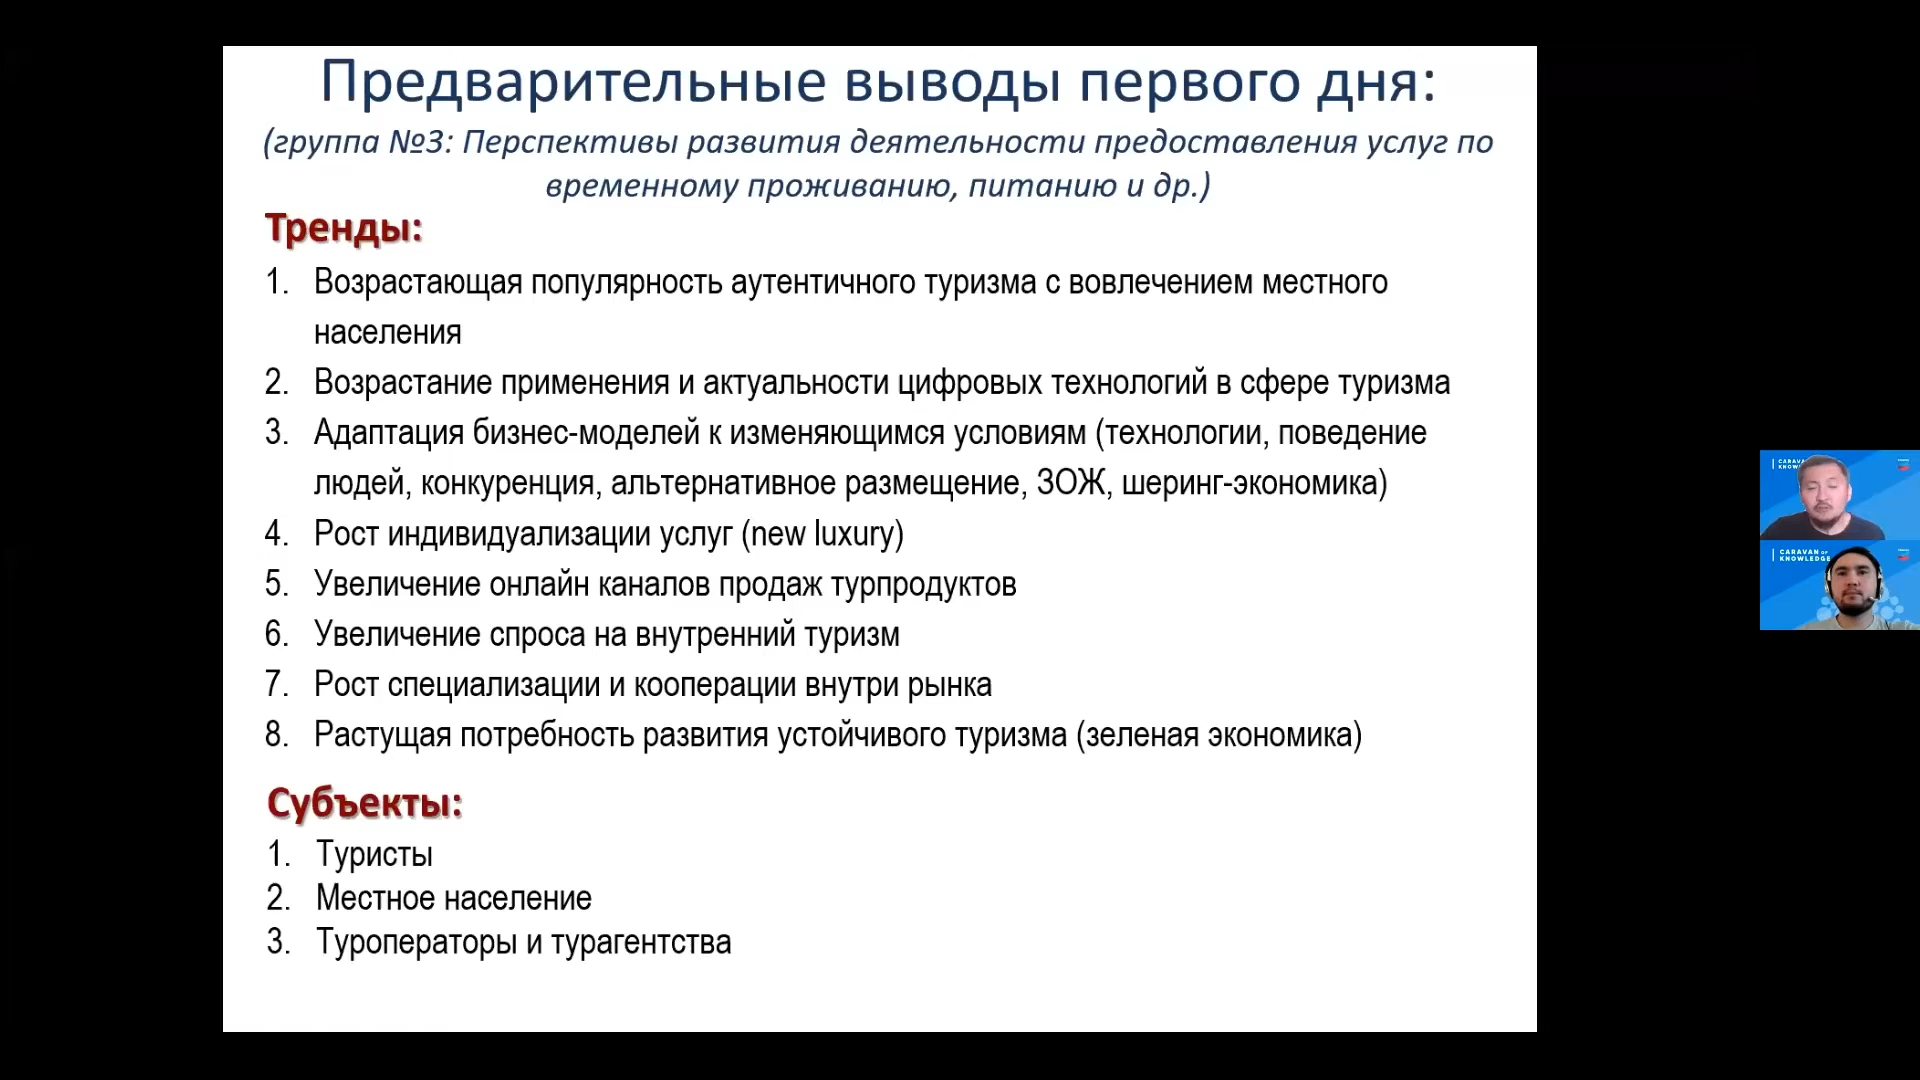 Предварительные выводы первого дня:
(группа №3: Перспективы развития деятельности предоставления услуг по
временному проживанию, питанию и др.)
Тренды:
1. Возрастающая популярность аутентичного туризма с вовлечением местного
населения
2. Возрастание применения и актуальности цифровых технологий в сфере туризма
3. Адаптация бизнес-моделей к изменяющимся условиям (технологии, поведение
людей, конкуренция, альтернативное размещение, ЗОЖ, шеринг-экономика)
4. Рост индивидуализации услуг (new luxury)
5. Увеличение онлайн каналов продаж турпродуктов
6. Увеличение спроса на внутренний туризм
7. Рост специализации и кооперации внутри рынка
8. Растущая потребность развития устойчивого туризма (зеленая экономика)
Субъекты:
1. Туристы
2. Местное население
3. Туроператоры и турагентства
CARAVAN OF
KNOWLEDGE